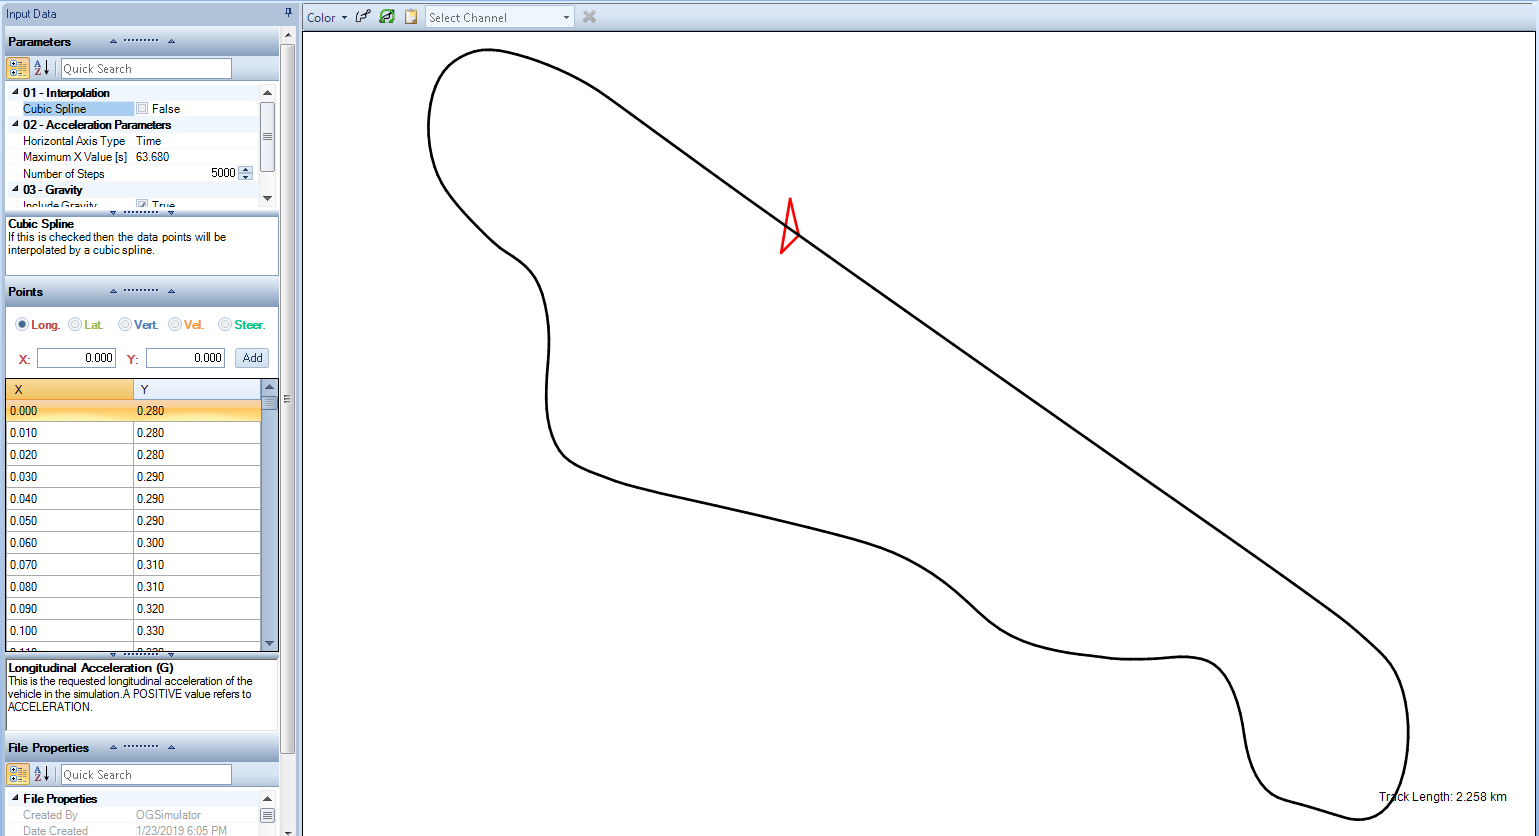 Input Data
Color
Select Channel
Parameters
Quick Search
01 - Interpolation
Cubic Spline False
02 - Acceleration Parameters
Horizontal Axis Type Time
Maximum X Value [s] 63.680
Number of Steps 5000
03 - Gravity
Include Gravity True
Cubic Spline
If this is checked then the data points will be
interpolated by a cubic spline.
Points
Long. Lat. Vert. Vel. Steer.
X: 0.000 Y: 0.000 Add
X Y
0.000 0.280
0.010 0.280
0.020 0.280
0.030 0.290
0.040 0.290
0.050 0.290
0.060 0.300
0.070 0.310
0.080 0.310
0.090 0.320
0.100 0.330
Longitudinal Acceleration (G)
This is the requested longitudinal acceleration of the
vehicle in the simulation.A POSITIVE value refers to
ACCELERATION.
File Properties
Quick Search
File Properties
Created By OGSimulator
Date Created 1/23/2019 6:05 PM
Track Length: 2.258 km